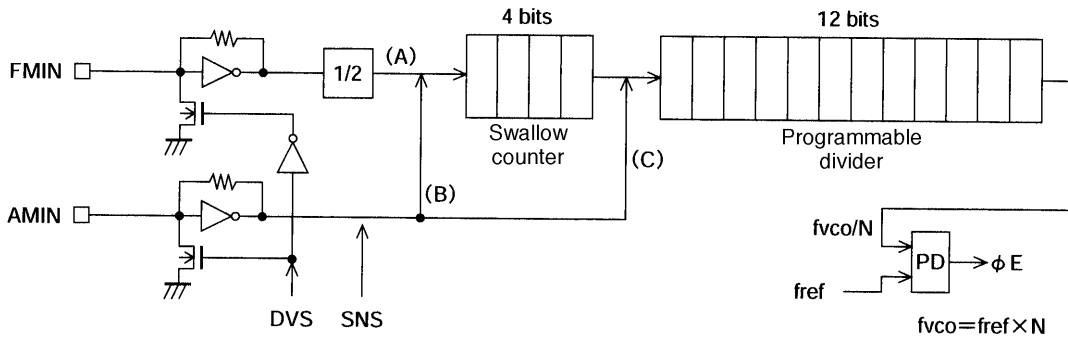 4 bits
12 bits
FMIN
1/2
(A)
Swallow
counter
Programmable
divider
(C)
(B)
AMIN
fvco/N
PD
φE
fref
DVS
SNS
fvco=fref×N